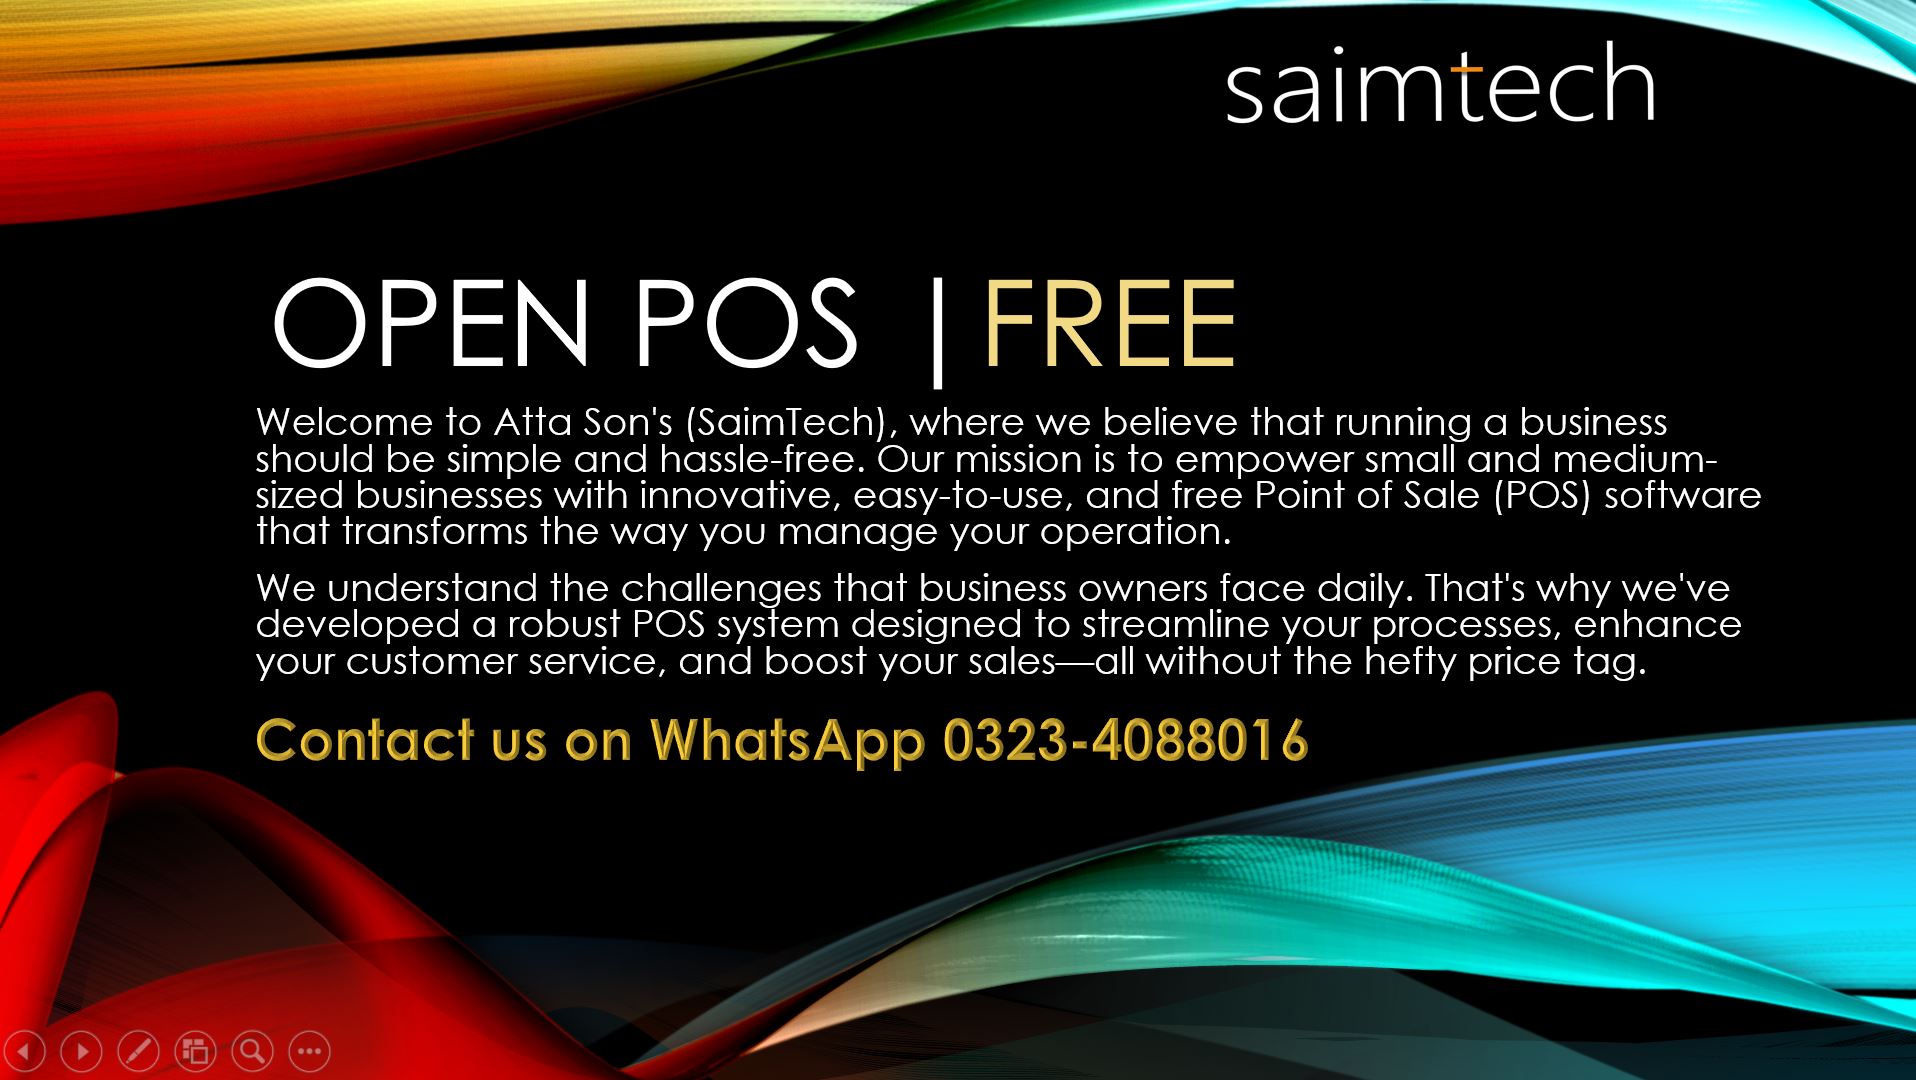 saimtech
OPEN POS | FREE
Welcome to Atta Son's (SaimTech), where we believe that running a business
should be simple and hassle-free. Our mission is to empower small and medium-
sized businesses with innovative, easy-to-use, and free Point of Sale (POS) software
that transforms the way you manage your operation.
We understand the challenges that business owners face daily. That's why we've
developed a robust POS system designed to streamline your processes, enhance
your customer service, and boost your sales—all without the hefty price tag.
Contact us on WhatsApp 0323-4088016